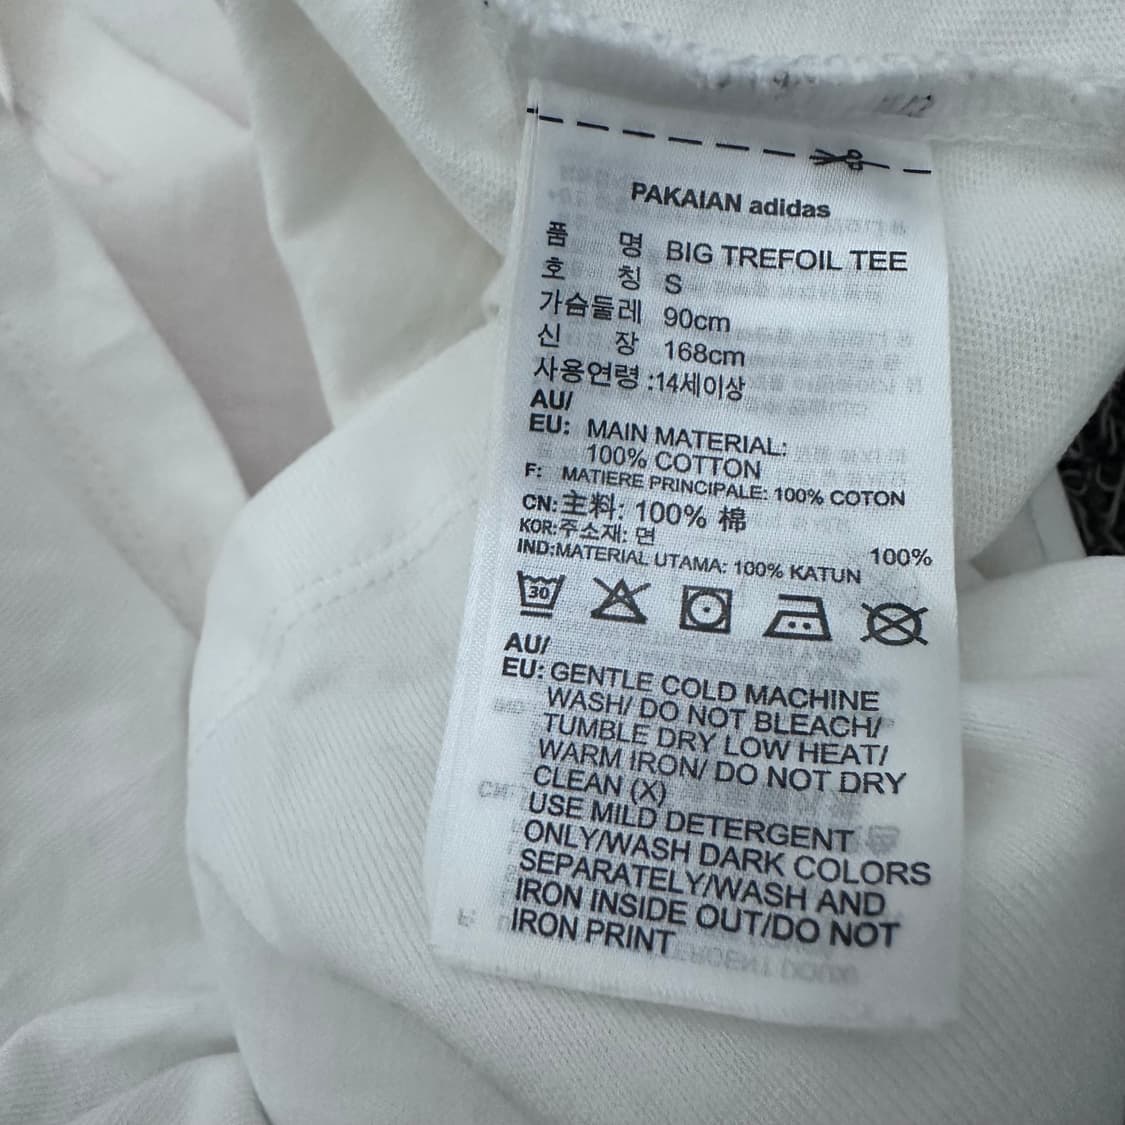 PAKAIAN adidas
품 명 BIG TREFOIL TEE
호 칭 S
가슴둘레 90cm
신 장 168cm
사용연령 :14세이상
AU/
EU: MAIN MATERIAL:
100% COTTON
F: MATIERE PRINCIPALE: 100% COTON
CN:主料: 100% 棉
KOR:주소재: 면 100%
IND:MATERIAL UTAMA: 100% KATUN
30
AU/
EU: GENTLE COLD MACHINE
WASH/ DO NOT BLEACH/
TUMBLE DRY LOW HEAT/
WARM IRON/ DO NOT DRY
CLEAN (X)
USE MILD DETERGENT
ONLY/WASH DARK COLORS
SEPARATELY/WASH AND
IRON INSIDE OUT/DO NOT
IRON PRINT